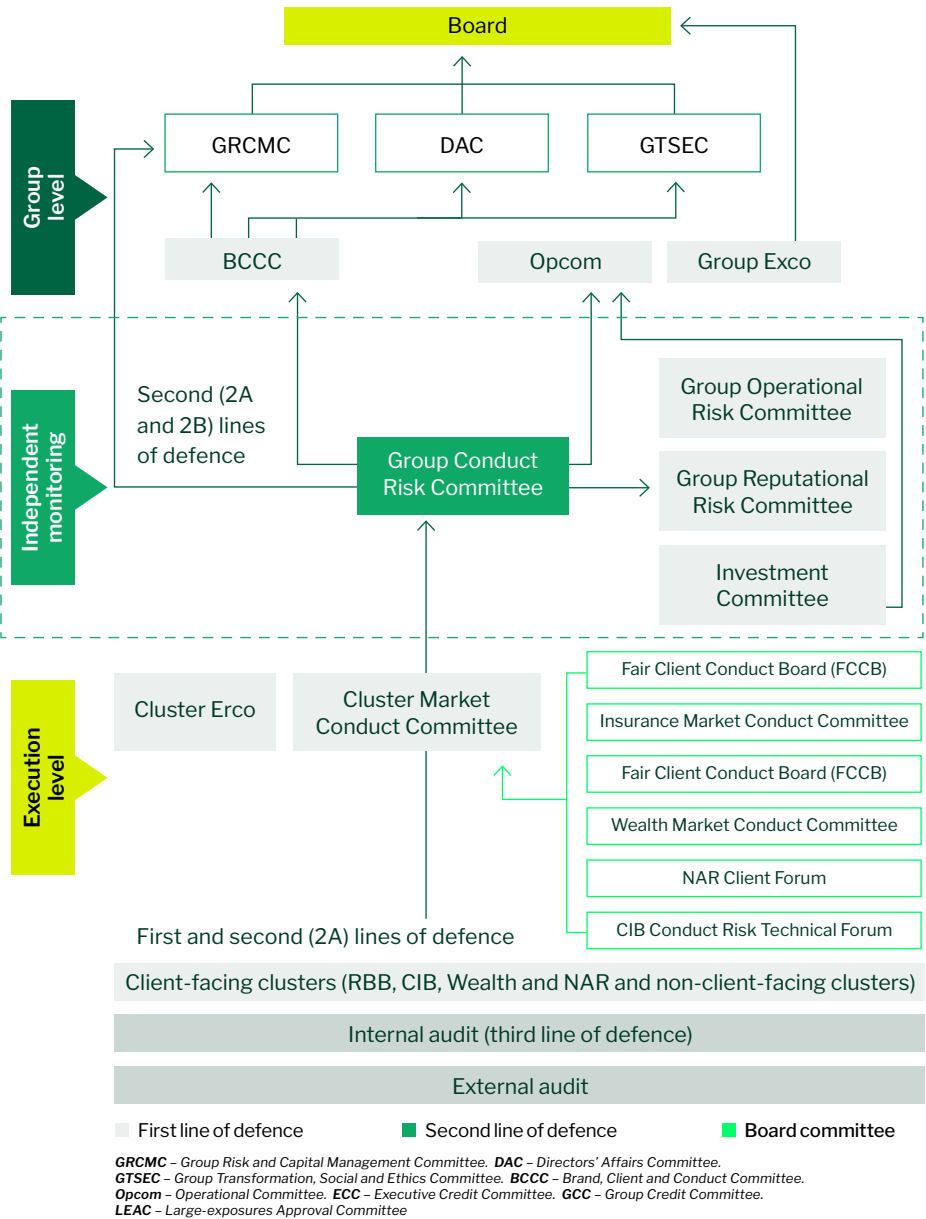 Board
Group
level
GRCMC
DAC
GTSEC
BCCC
Opcom
Group Exco
Independent
monitoring
Second (2A
and 2B) lines
of defence
Group Conduct
Risk Committee
Group Operational
Risk Committee
Group Reputational
Risk Committee
Investment
Committee
Execution
level
Cluster Erco
Cluster Market
Conduct Committee
Fair Client Conduct Board (FCCB)
Insurance Market Conduct Committee
Fair Client Conduct Board (FCCB)
Wealth Market Conduct Committee
NAR Client Forum
CIB Conduct Risk Technical Forum
First and second (2A) lines of defence
Client-facing clusters (RBB, CIB, Wealth and NAR and non-client-facing clusters)
Internal audit (third line of defence)
External audit
First line of defence
Second line of defence
Board committee
GRCMC – Group Risk and Capital Management Committee. DAC – Directors' Affairs Committee.
GTSEC – Group Transformation, Social and Ethics Committee. BCCC – Brand, Client and Conduct Committee.
Opcom – Operational Committee. ECC – Executive Credit Committee. GCC – Group Credit Committee.
LEAC – Large-exposures Approval Committee